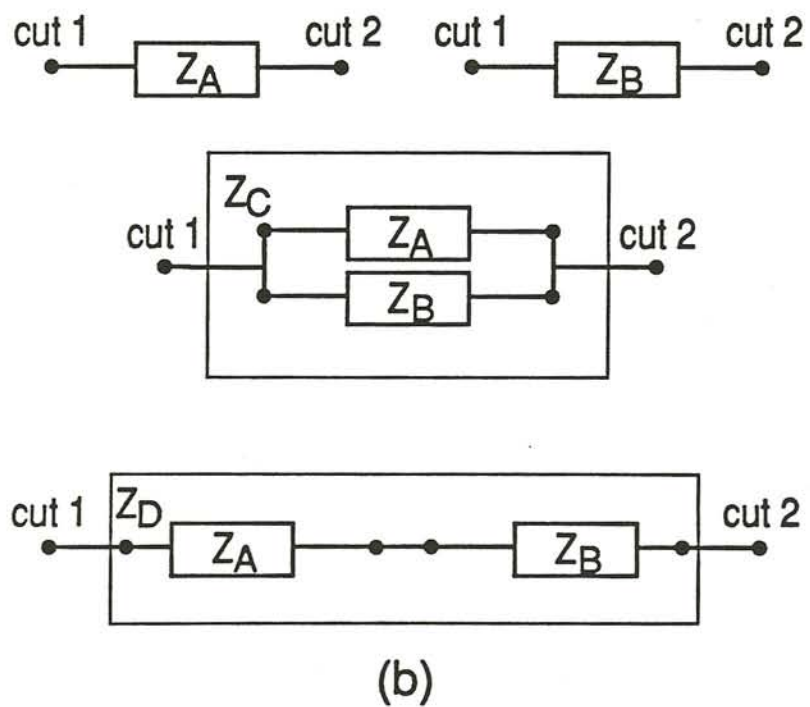 cut 1 Z_A cut 2 cut 1 Z_B cut 2
Z_C
cut 1 Z_A cut 2
Z_B
cut 1 Z_D Z_A Z_B cut 2
(b)